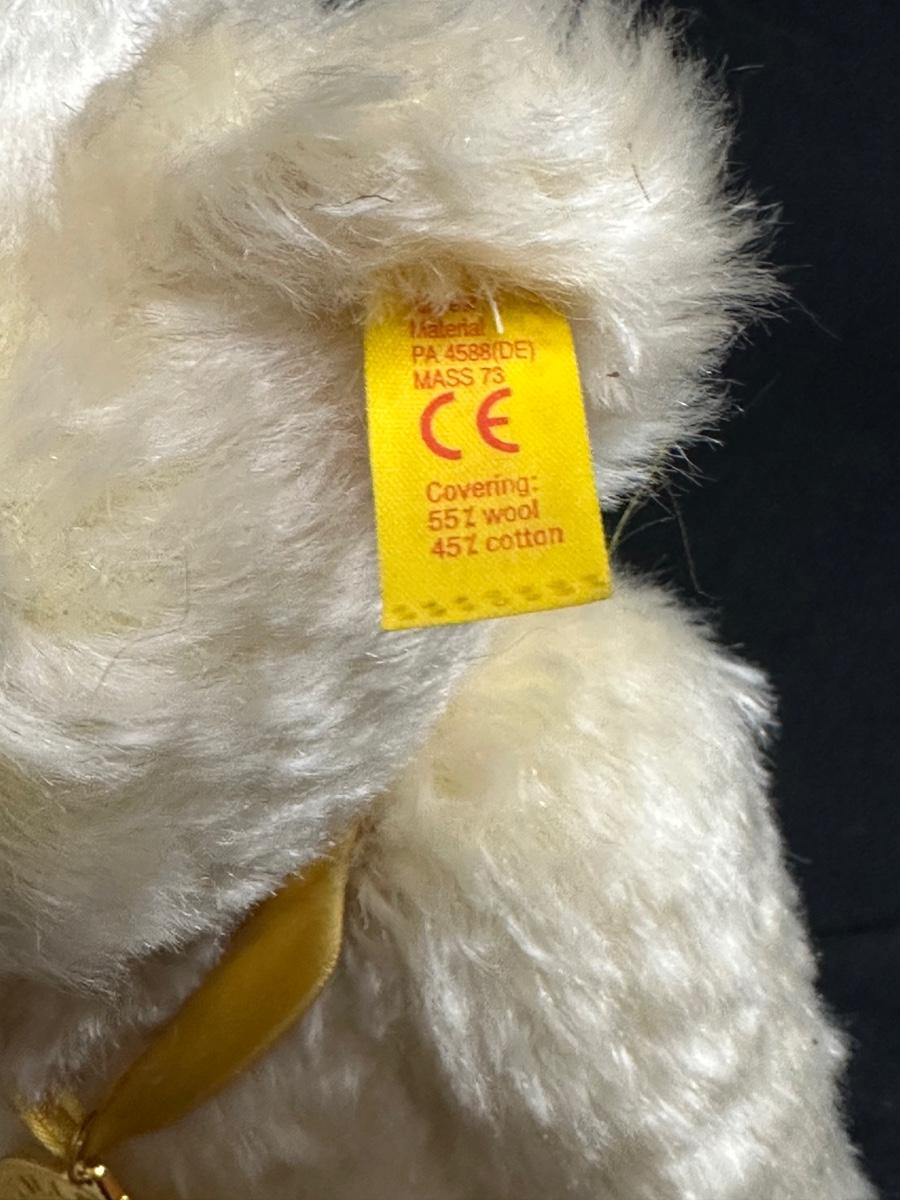 Material
PA 4588(DE)
MASS 73
CE
Covering:
55% wool
45% cotton